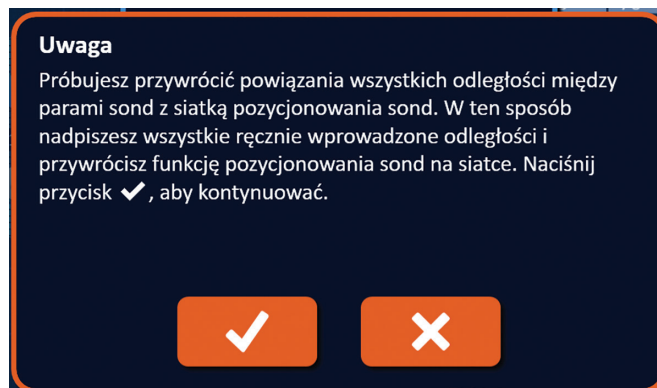 Uwaga
Próbujesz przywrócić powiązania wszystkich odległości między
parami sond z siatką pozycjonowania sond. W ten sposób
nadpiszesz wszystkie ręcznie wprowadzone odległości i
przywrócisz funkcję pozycjonowania sond na siatce. Naciśnij
przycisk ✔, aby kontynuować.